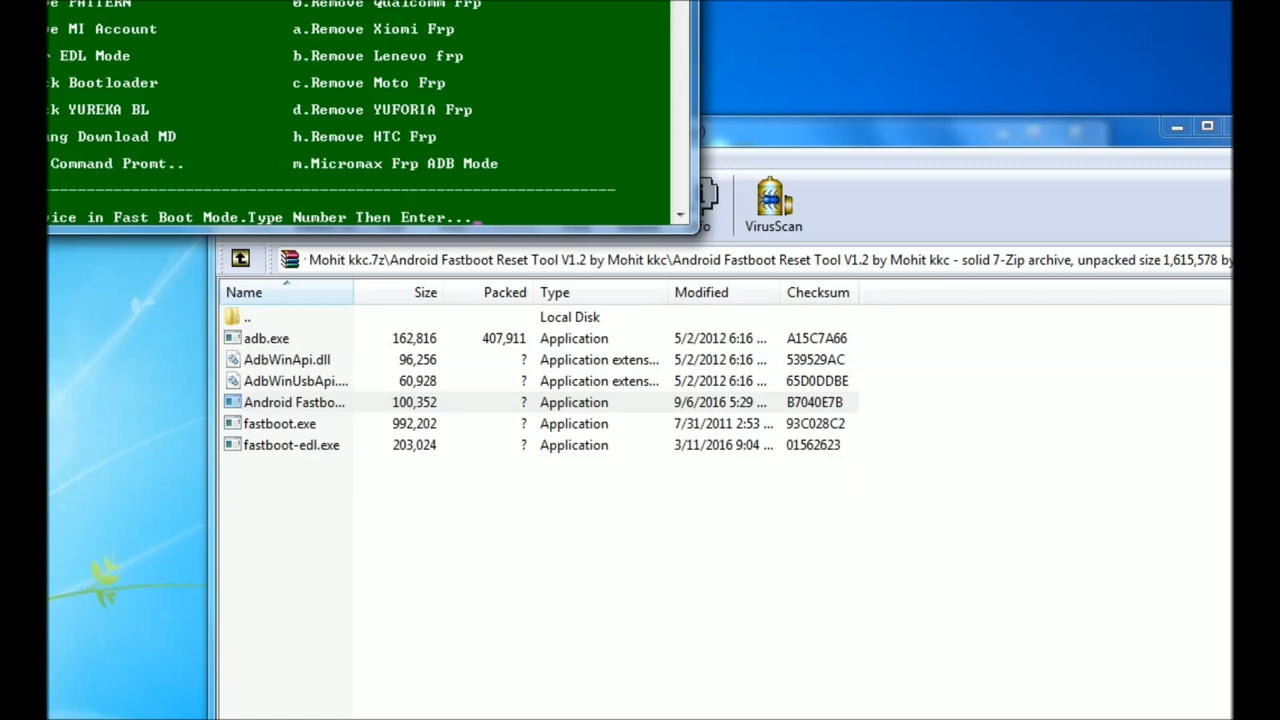 ve PATTERN 0.Remove Qualcomm Frp
ve MI Account a.Remove Xiomi Frp
EDL Mode b.Remove Lenevo frp
ck Bootloader c.Remove Moto Frp
ck YUREKA BL d.Remove YUFORIA Frp
ng Download MD h.Remove HTC Frp
Command Promt.. m.Micromax Frp ADB Mode
vice in Fast Boot Mode.Type Number Then Enter...
VirusScan
Mohit kkc.7z\Android Fastboot Reset Tool V1.2 by Mohit kkc\Android Fastboot Reset Tool V1.2 by Mohit kkc - solid 7-Zip archive, unpacked size 1,615,578 by
Name Size Packed Type Modified Checksum
.. Local Disk
adb.exe 162,816 407,911 Application 5/2/2012 6:16 ... A15C7A66
AdbWinApi.dll 96,256 ? Application extens... 5/2/2012 6:16 ... 539529AC
AdbWinUsbApi.... 60,928 ? Application extens... 5/2/2012 6:16 ... 65D0DDBE
Android Fastbo... 100,352 ? Application 9/6/2016 5:29 ... B7040E7B
fastboot.exe 992,202 ? Application 7/31/2011 2:53 ... 93C028C2
fastboot-edl.exe 203,024 ? Application 3/11/2016 9:04 ... 01562623